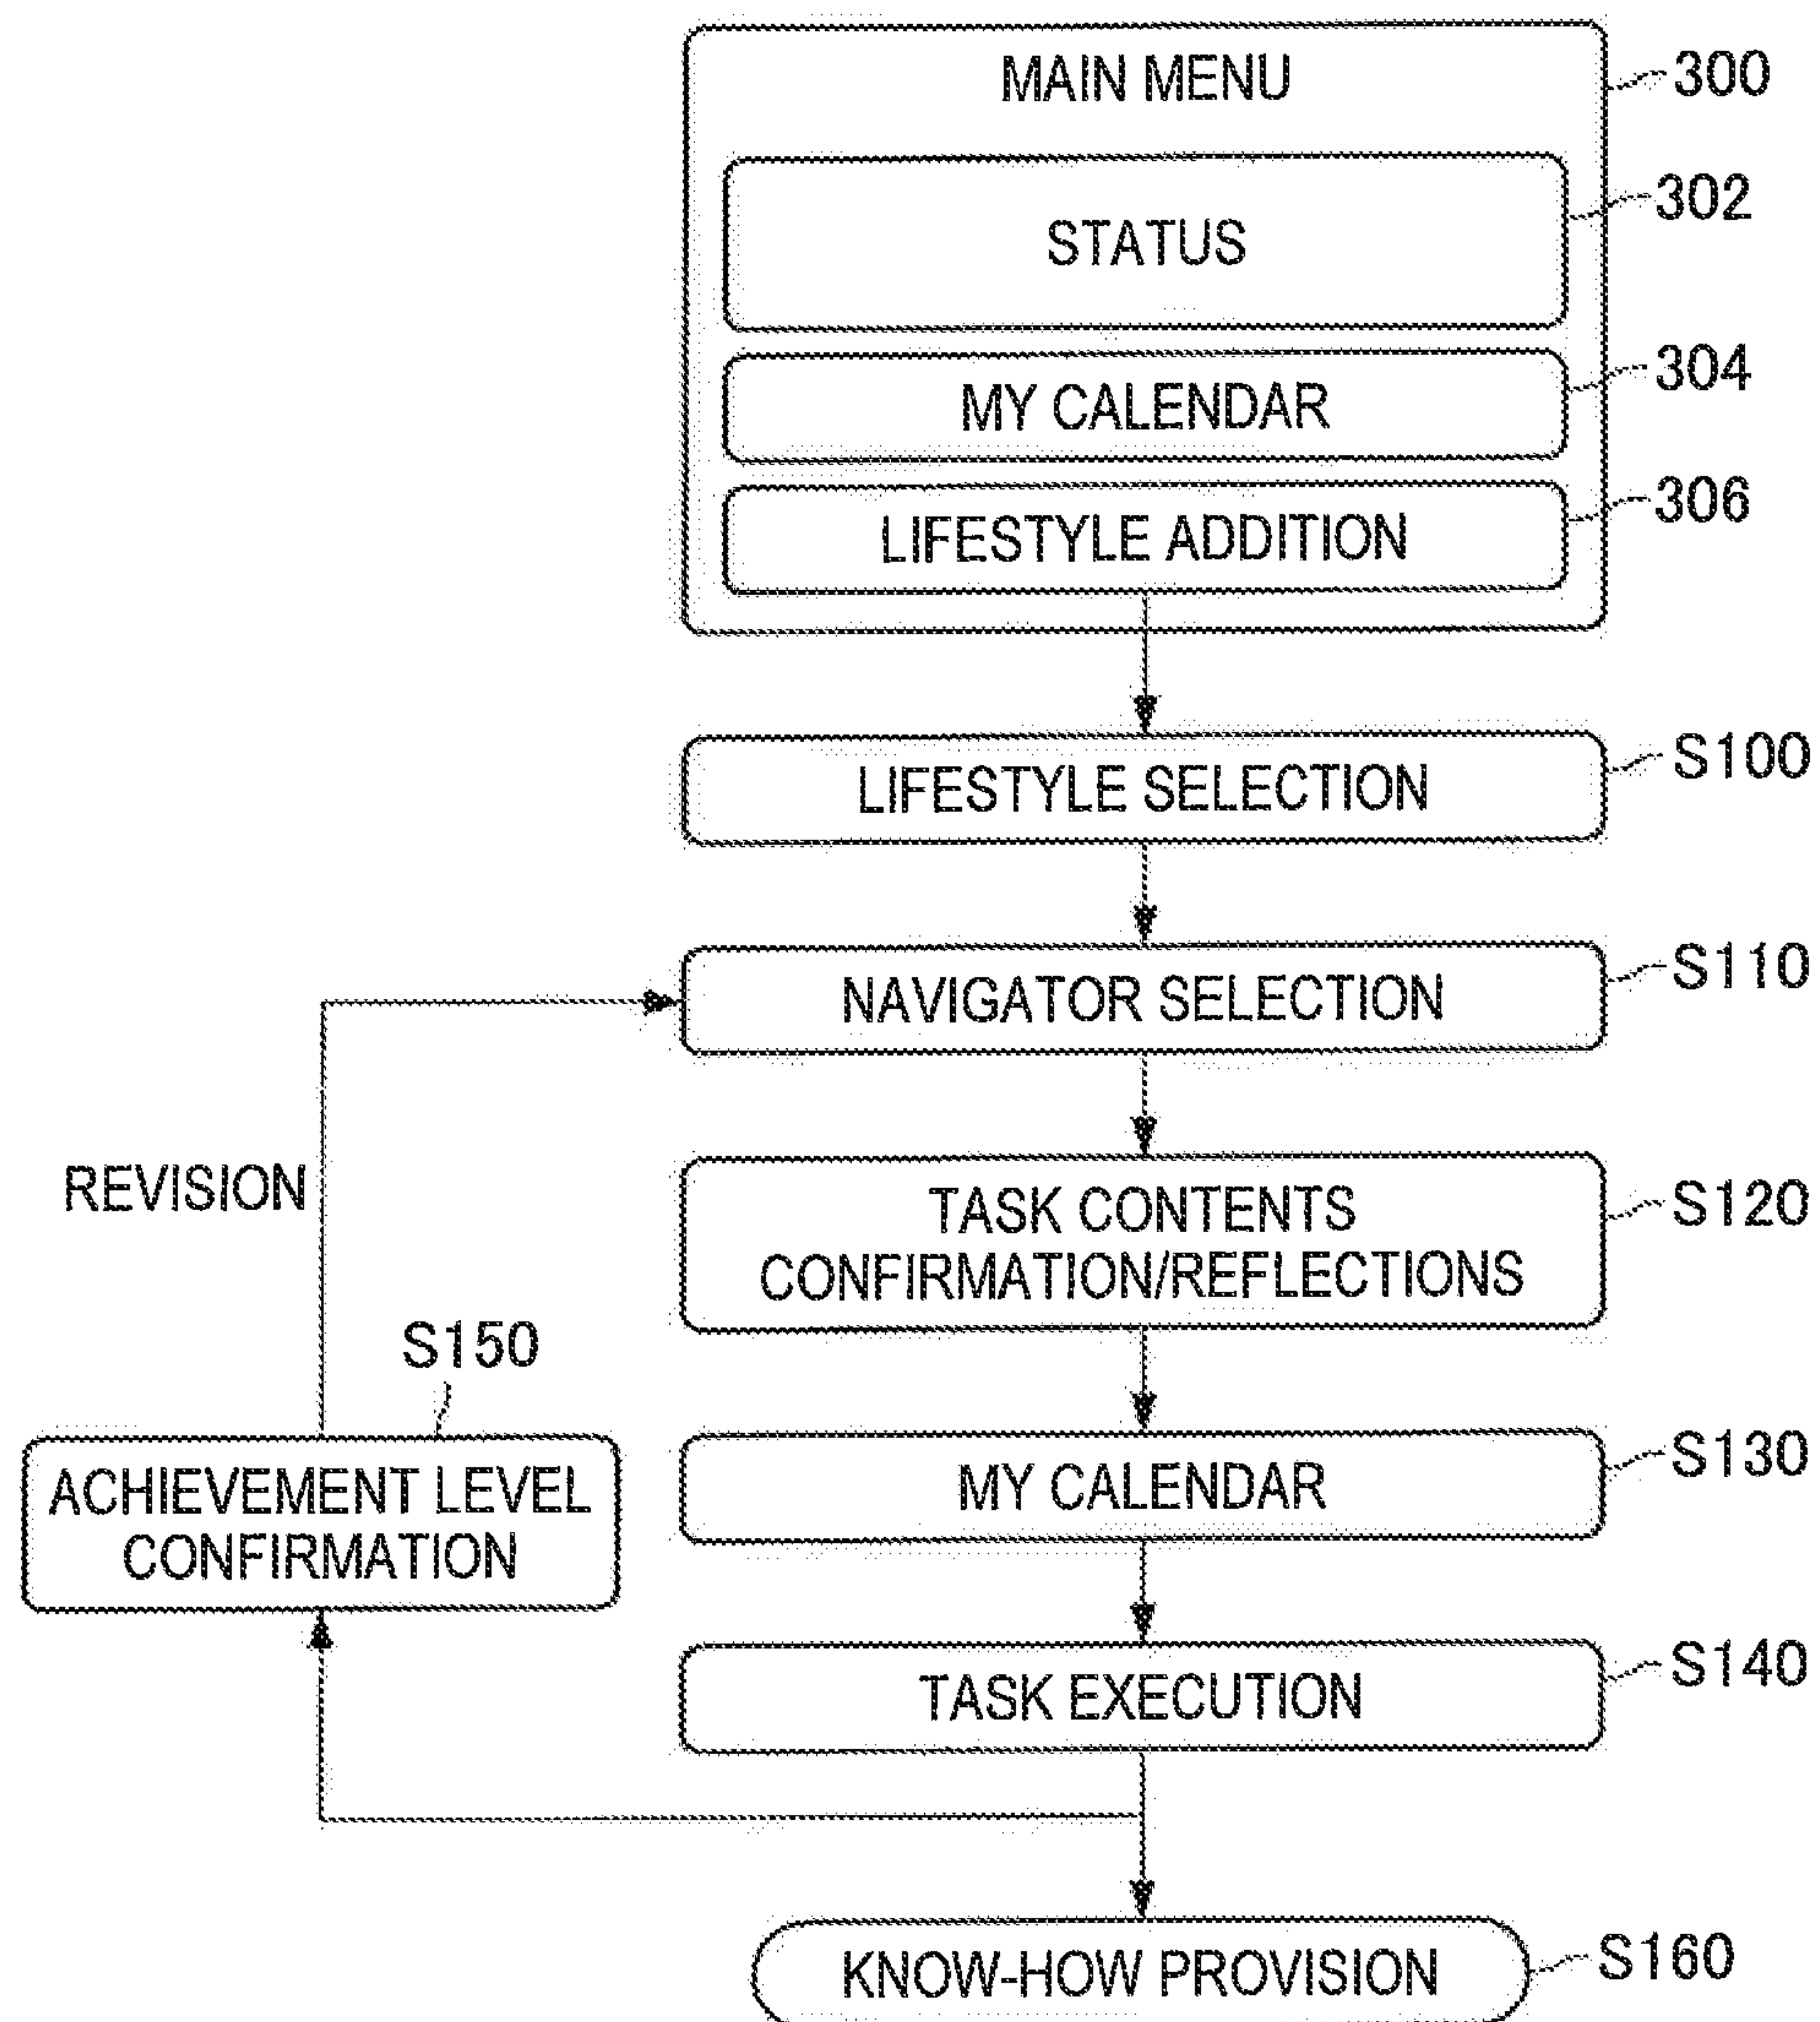 MAIN MENU
300
STATUS
302
MY CALENDAR
304
LIFESTYLE ADDITION
306
LIFESTYLE SELECTION
S100
NAVIGATOR SELECTION
S110
REVISION
TASK CONTENTS
CONFIRMATION/REFLECTIONS
S120
S150
ACHIEVEMENT LEVEL
CONFIRMATION
MY CALENDAR
S130
TASK EXECUTION
S140
KNOW-HOW PROVISION
S160